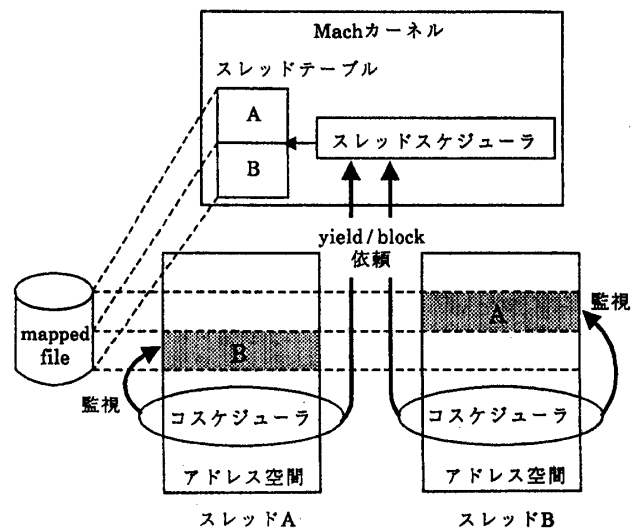 Machカーネル
スレッドテーブル
A
スレッドスケジューラ
B
yield/block
依頼
mapped
file
監視
B
A
監視
コスケジューラ
コスケジューラ
アドレス空間
アドレス空間
スレッドA
スレッドB